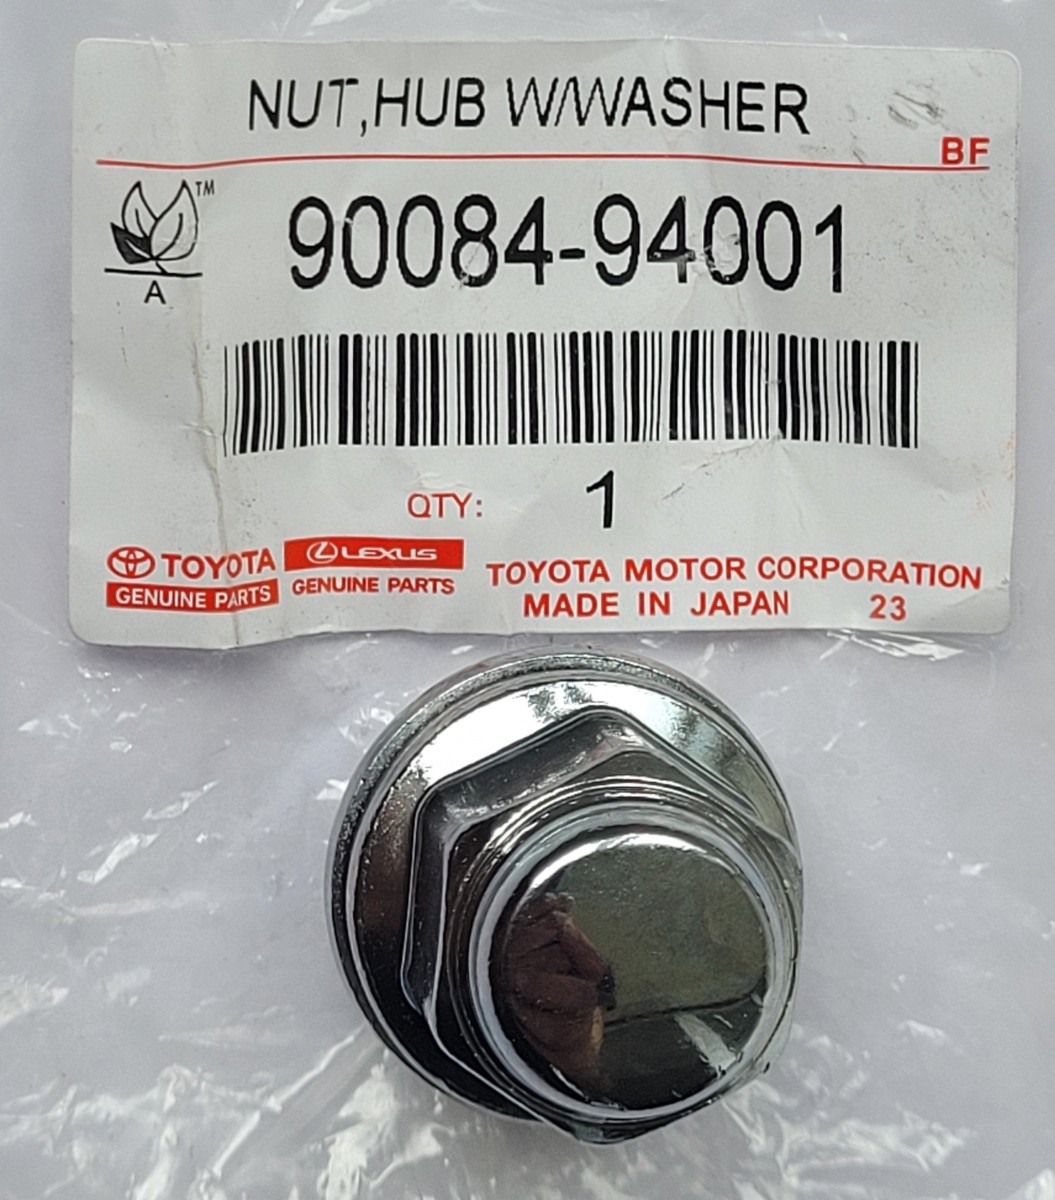 NUT,HUB W/WASHER
BF
TM
90084-94001
A
QTY: 1
TOYOTA
GENUINE PARTS
LEXUS
GENUINE PARTS
TOYOTA MOTOR CORPORATION
MADE IN JAPAN 23